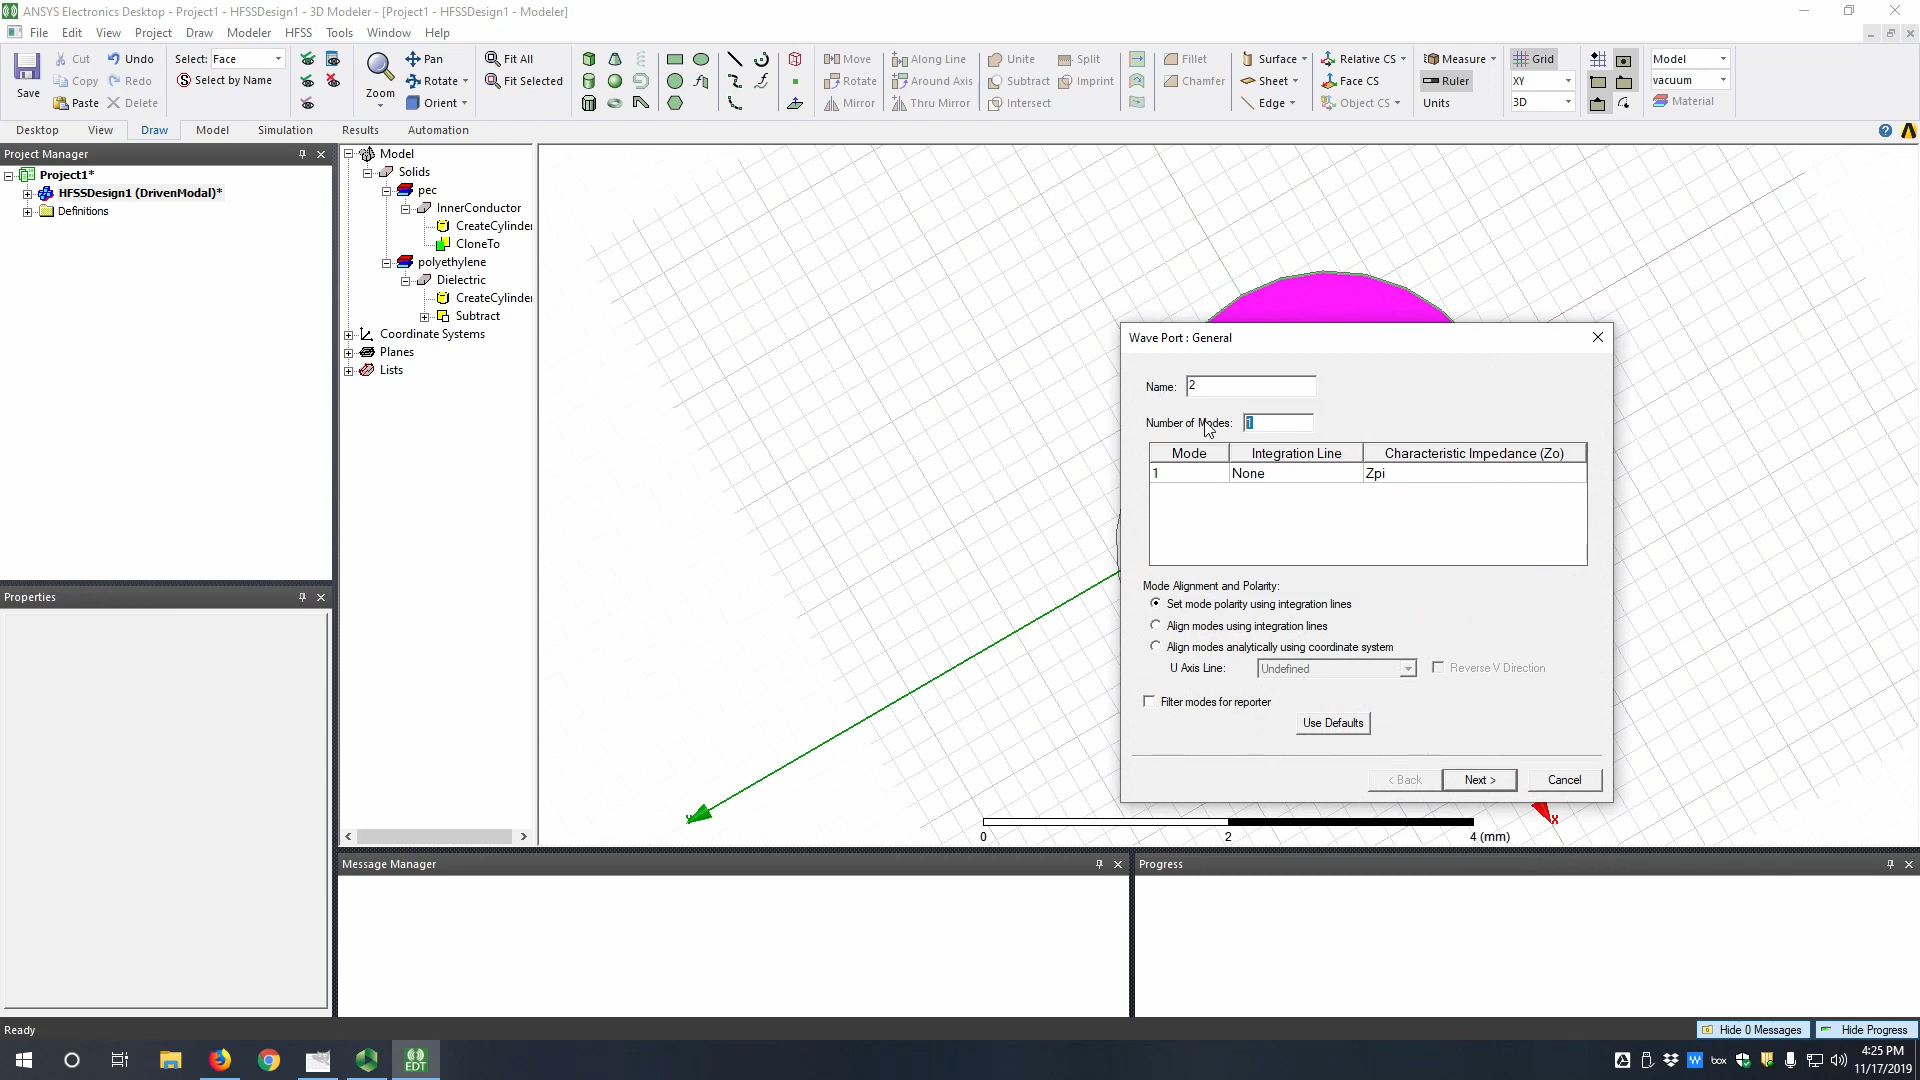 ANSYS Electronics Desktop - Project1 - HFSSDesign1 - 3D Modeler - [Project1 - HFSSDesign1 - Modeler]
File Edit View Project Draw Modeler HFSS Tools Window Help
Save
Cut
Copy
Paste
Undo
Redo
Delete
Select: Face
Select by Name
Zoom
Pan
Rotate
Orient
Fit All
Fit Selected
Move
Rotate
Mirror
Along Line
Around Axis
Thru Mirror
Unite
Subtract
Intersect
Split
Imprint
Fillet
Chamfer
Surface
Sheet
Edge
Relative CS
Face CS
Object CS
Measure
Ruler
Units
Grid
XY
3D
Model
vacuum
Material
Desktop View Draw Model Simulation Results Automation
Project Manager
Project1*
HFSSDesign1 (DrivenModal)*
Definitions
Properties
Model
Solids
pec
InnerConductor
CreateCylinder
CloneTo
polyethylene
Dielectric
CreateCylinder
Subtract
Coordinate Systems
Planes
Lists
Wave Port : General
Name: 2
Number of Modes: 1
Mode Integration Line Characteristic Impedance (Zo)
1 None Zpi
Mode Alignment and Polarity:
Set mode polarity using integration lines
Align modes using integration lines
Align modes analytically using coordinate system
U Axis Line: Undefined Reverse V Direction
Filter modes for reporter
Use Defaults
< Back Next > Cancel
X
0 2 4 (mm)
Message Manager
Progress
Ready
Hide 0 Messages Hide Progress
EDT
box
4:25 PM
11/17/2019